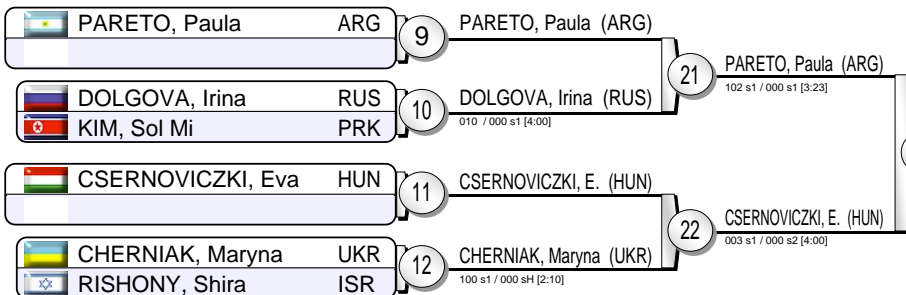 PARETO, Paula ARG
9
PARETO, Paula (ARG)
21
PARETO, Paula (ARG)
102 s1 / 000 s1 [3:23]
DOLGOVA, Irina RUS
KIM, Sol Mi PRK
10
DOLGOVA, Irina (RUS)
010 / 000 s1 [4:00]
CSERNOVICZKI, Eva HUN
11
CSERNOVICZKI, E. (HUN)
22
CSERNOVICZKI, E. (HUN)
003 s1 / 000 s2 [4:00]
CHERNIAK, Maryna UKR
RISHONY, Shira ISR
12
CHERNIAK, Maryna (UKR)
100 s1 / 000 sH [2:10]